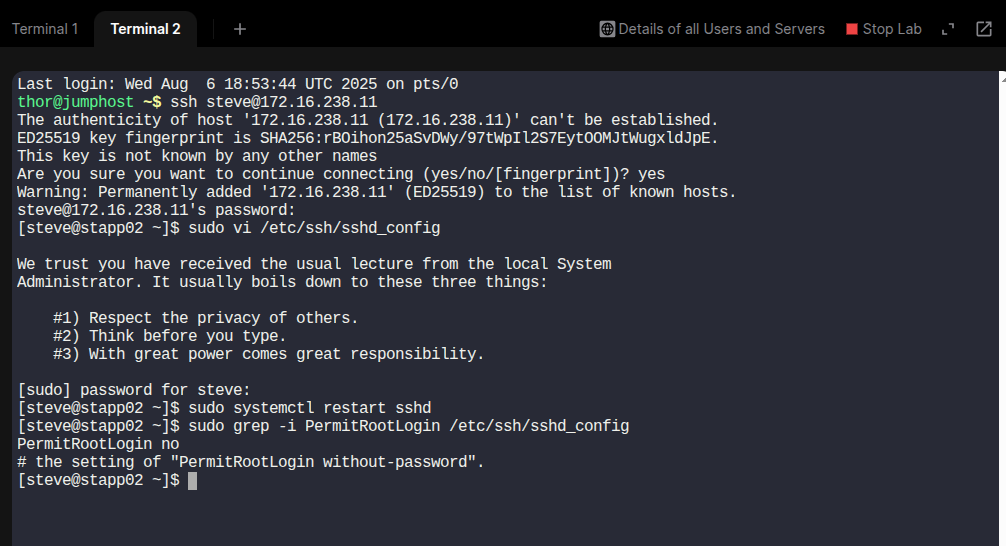 Terminal 1 Terminal 2 + Details of all Users and Servers Stop Lab
Last login: Wed Aug  6 18:53:44 UTC 2025 on pts/0
thor@jumphost ~$ ssh steve@172.16.238.11
The authenticity of host '172.16.238.11 (172.16.238.11)' can't be established.
ED25519 key fingerprint is SHA256:rBOihon25aSvDWy/97tWpIl2S7EytOOMJtWugxldJpE.
This key is not known by any other names
Are you sure you want to continue connecting (yes/no/[fingerprint])? yes
Warning: Permanently added '172.16.238.11' (ED25519) to the list of known hosts.
steve@172.16.238.11's password:
[steve@stapp02 ~]$ sudo vi /etc/ssh/sshd_config
We trust you have received the usual lecture from the local System
Administrator. It usually boils down to these three things:
#1) Respect the privacy of others.
#2) Think before you type.
#3) With great power comes great responsibility.
[sudo] password for steve:
[steve@stapp02 ~]$ sudo systemctl restart sshd
[steve@stapp02 ~]$ sudo grep -i PermitRootLogin /etc/ssh/sshd_config
PermitRootLogin no
# the setting of "PermitRootLogin without-password".
[steve@stapp02 ~]$